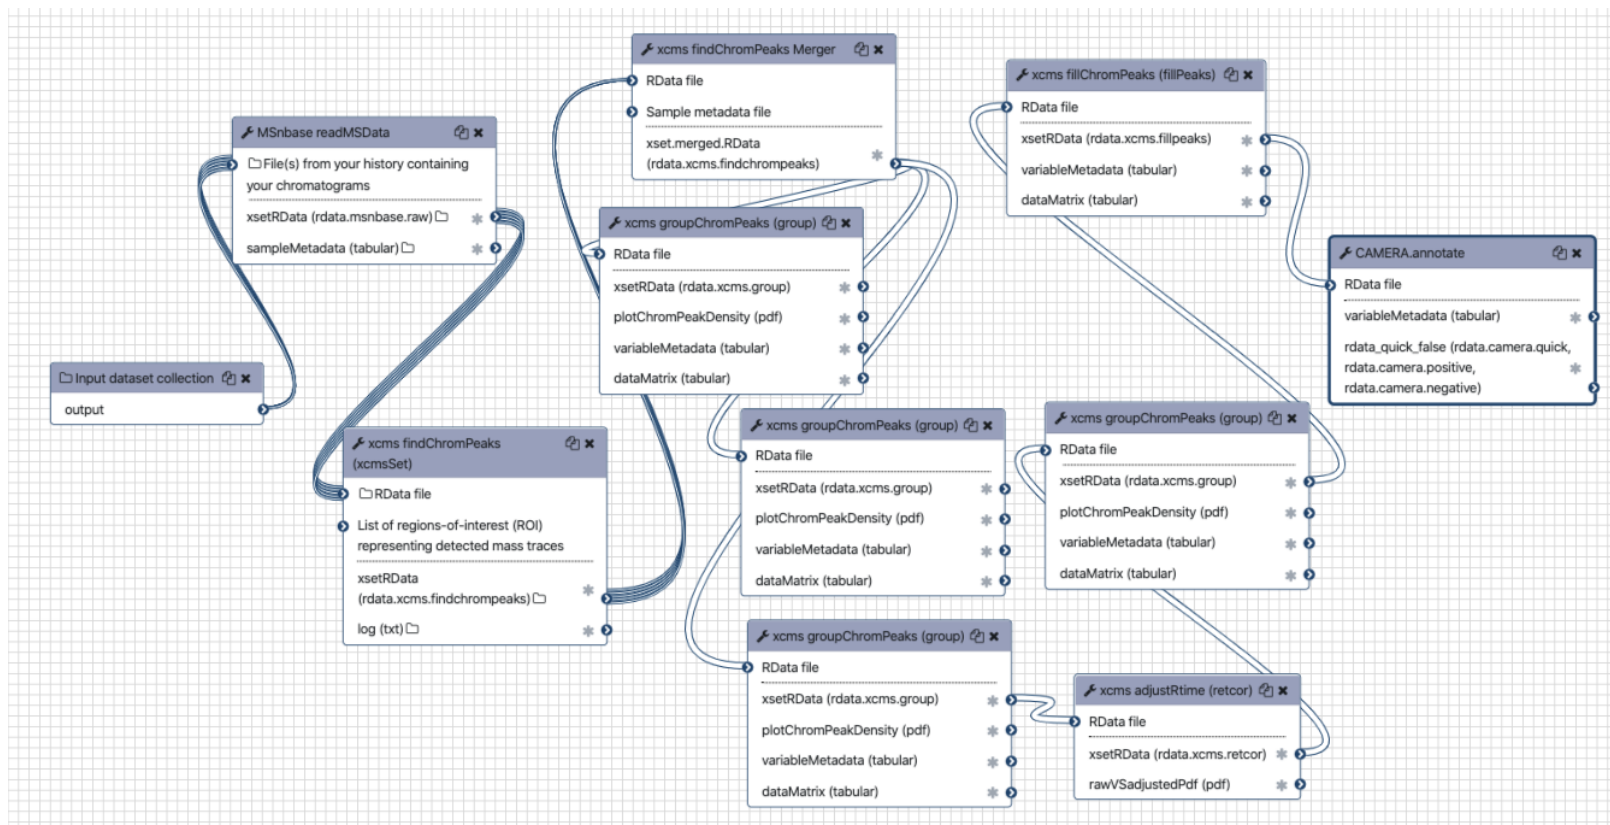 Input dataset collection
output
MSnbase readMSData
File(s) from your history containing
your chromatograms
xsetRData (rdata.msnbase.raw)
sampleMetadata (tabular)
xcms findChromPeaks
(xcmsSet)
RData file
List of regions-of-interest (ROI)
representing detected mass traces
xsetRData
(rdata.xcms.findchrompeaks)
log (txt)
xcms findChromPeaks Merger
RData file
Sample metadata file
xset.merged.RData
(rdata.xcms.findchrompeaks)
xcms groupChromPeaks (group)
RData file
xsetRData (rdata.xcms.group)
plotChromPeakDensity (pdf)
variableMetadata (tabular)
dataMatrix (tabular)
xcms groupChromPeaks (group)
RData file
xsetRData (rdata.xcms.group)
plotChromPeakDensity (pdf)
variableMetadata (tabular)
dataMatrix (tabular)
xcms groupChromPeaks (group)
RData file
xsetRData (rdata.xcms.group)
plotChromPeakDensity (pdf)
variableMetadata (tabular)
dataMatrix (tabular)
xcms adjustRtime (retcor)
RData file
xsetRData (rdata.xcms.retcor)
rawVSadjustedPdf (pdf)
xcms groupChromPeaks (group)
RData file
xsetRData (rdata.xcms.group)
plotChromPeakDensity (pdf)
variableMetadata (tabular)
dataMatrix (tabular)
xcms fillChromPeaks (fillPeaks)
RData file
xsetRData (rdata.xcms.fillpeaks)
variableMetadata (tabular)
dataMatrix (tabular)
CAMERA.annotate
RData file
variableMetadata (tabular)
rdata_quick_false (rdata.camera.quick,
rdata.camera.positive,
rdata.camera.negative)